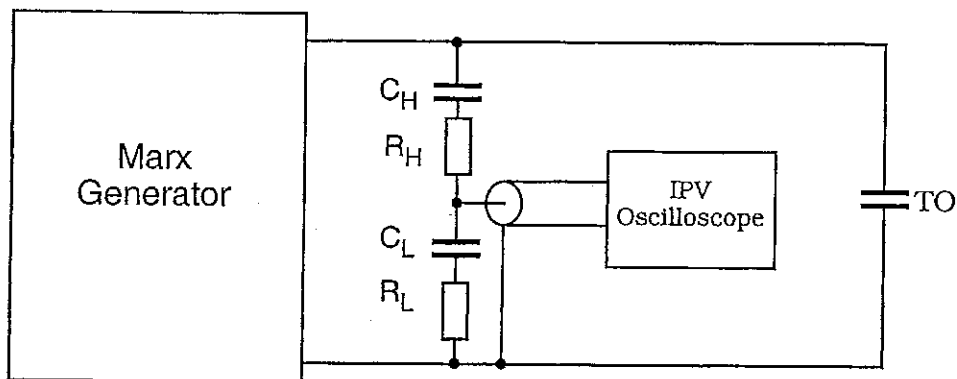 Marx
Generator
C_H
R_H
C_L
R_L
IPV
Oscilloscope
TO